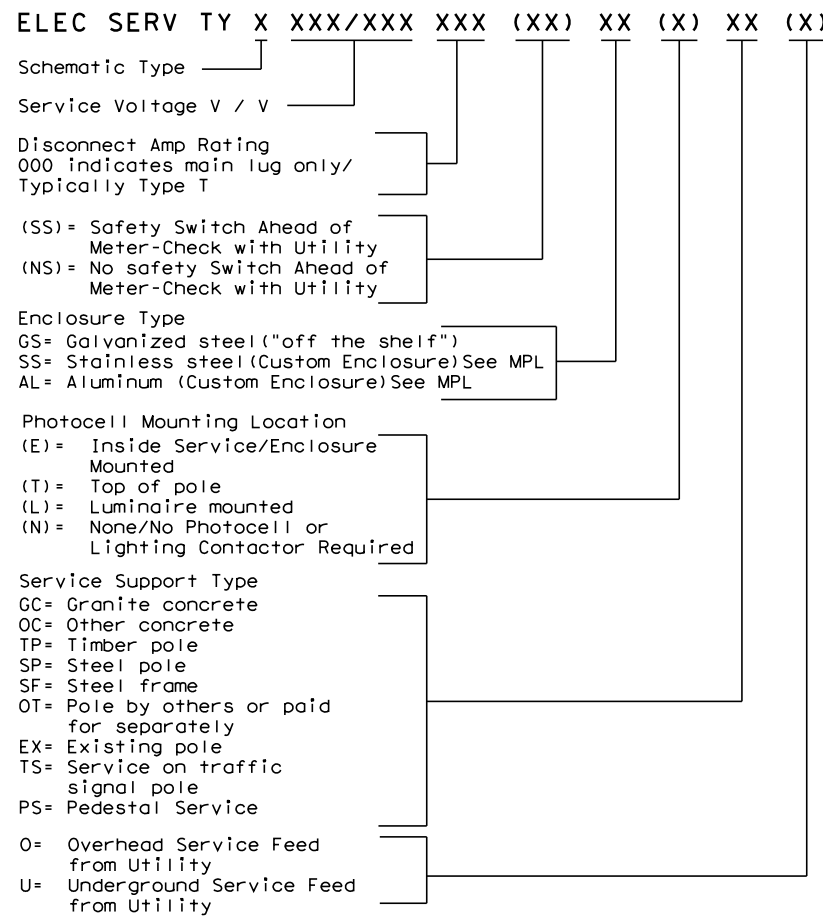 ELEC SERV TY X XXX/XXX XXX (XX) XX (X) XX (X)
Schematic Type
Service Voltage V / V
Disconnect Amp Rating
000 indicates main lug only/
Typically Type T
(SS)= Safety Switch Ahead of
Meter-Check with Utility
(NS)= No safety Switch Ahead of
Meter-Check with Utility
Enclosure Type
GS= Galvanized steel("off the shelf")
SS= Stainless steel(Custom Enclosure)See MPL
AL= Aluminum (Custom Enclosure)See MPL
Photocell Mounting Location
(E)= Inside Service/Enclosure
Mounted
(T)= Top of pole
(L)= Luminaire mounted
(N)= None/No Photocell or
Lighting Contactor Required
Service Support Type
GC= Granite concrete
OC= Other concrete
TP= Timber pole
SP= Steel pole
SF= Steel frame
OT= Pole by others or paid
for separately
EX= Existing pole
TS= Service on traffic
signal pole
PS= Pedestal Service
O= Overhead Service Feed
from Utility
U= Underground Service Feed
from Utility